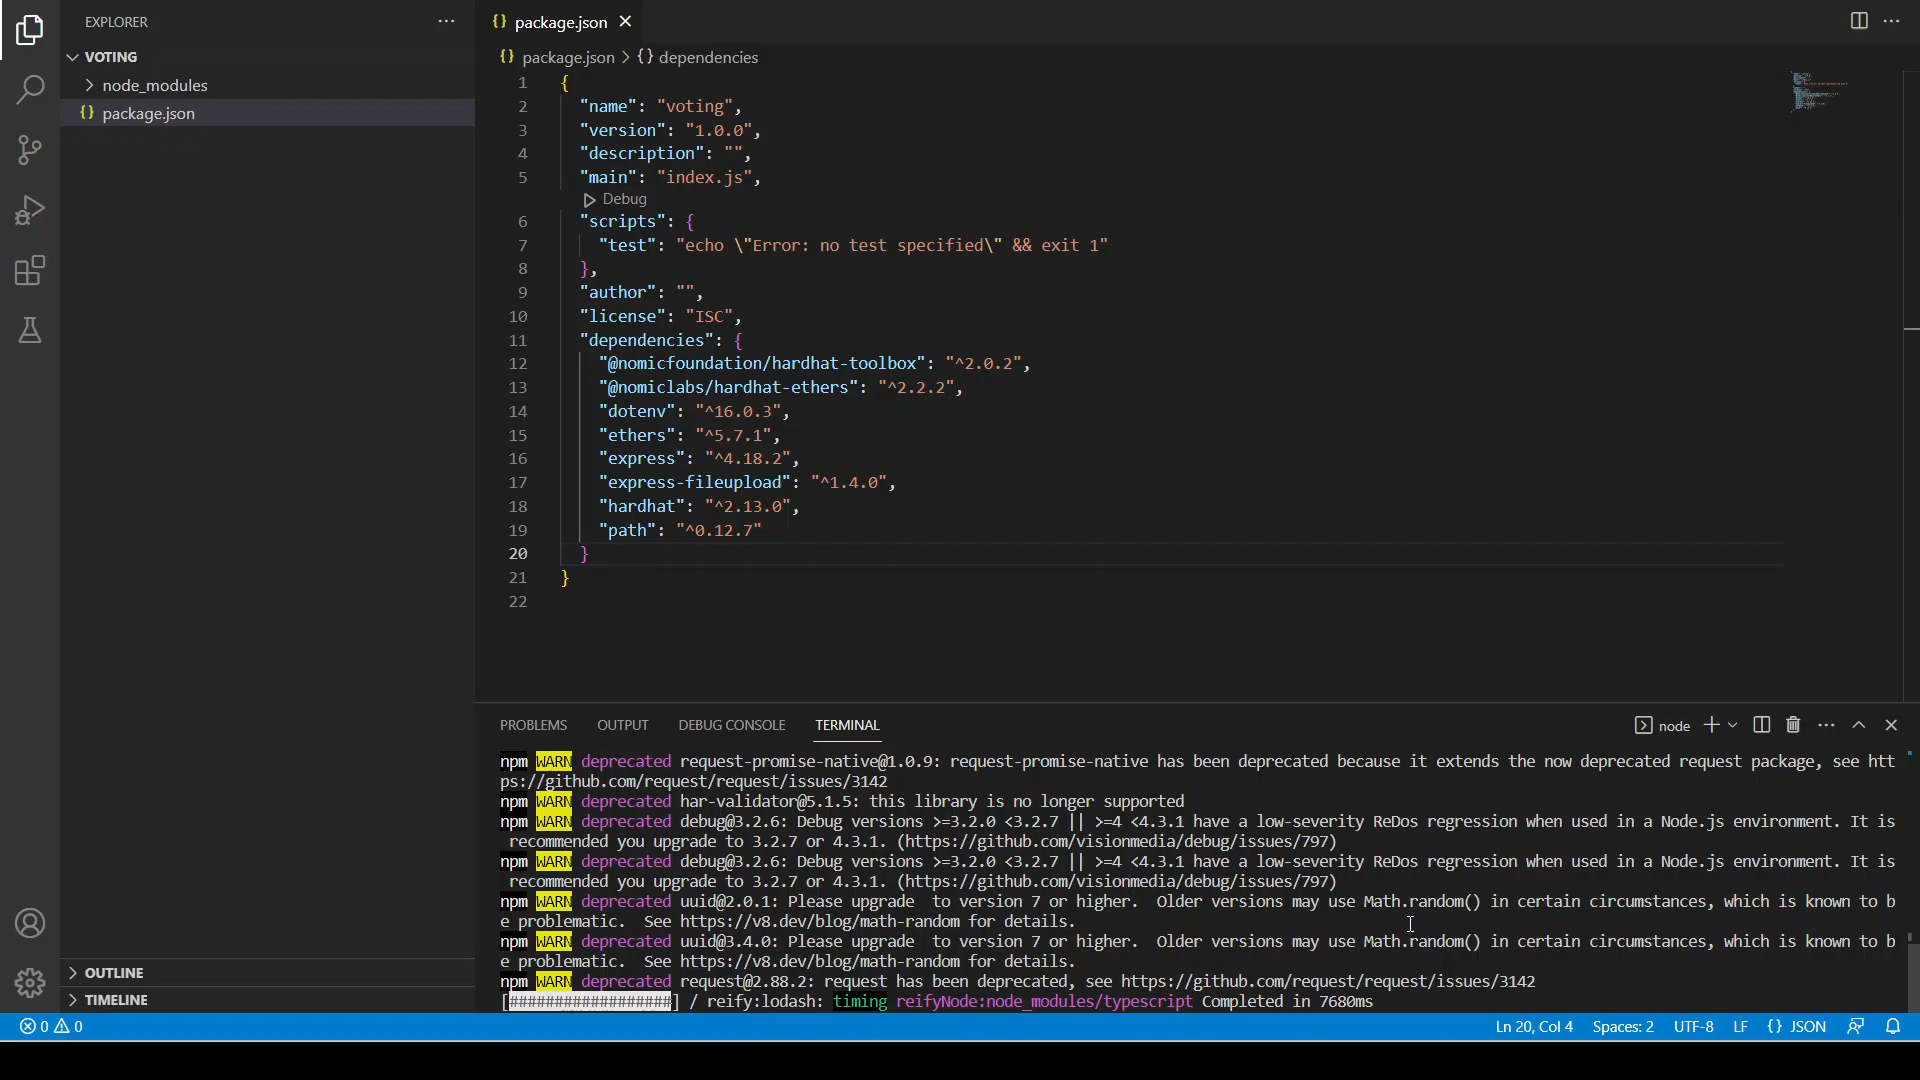 EXPLORER
VOTING
node_modules
package.json
OUTLINE
TIMELINE
package.json
package.json > {} dependencies
1 {
2 "name": "voting",
3 "version": "1.0.0",
4 "description": "",
5 "main": "index.js",
Debug
6 "scripts": {
7 "test": "echo \"Error: no test specified\" && exit 1"
8 },
9 "author": "",
10 "license": "ISC",
11 "dependencies": {
12 "@nomicfoundation/hardhat-toolbox": "^2.0.2",
13 "@nomiclabs/hardhat-ethers": "^2.2.2",
14 "dotenv": "^16.0.3",
15 "ethers": "^5.7.1",
16 "express": "^4.18.2",
17 "express-fileupload": "^1.4.0",
18 "hardhat": "^2.13.0",
19 "path": "^0.12.7"
20 }
21 }
22
PROBLEMS OUTPUT DEBUG CONSOLE TERMINAL node
npm WARN deprecated request-promise-native@1.0.9: request-promise-native has been deprecated because it extends the now deprecated request package, see htt
ps://github.com/request/request/issues/3142
npm WARN deprecated har-validator@5.1.5: this library is no longer supported
npm WARN deprecated debug@3.2.6: Debug versions >=3.2.0 <3.2.7 || >=4 <4.3.1 have a low-severity ReDos regression when used in a Node.js environment. It is
recommended you upgrade to 3.2.7 or 4.3.1. (https://github.com/visionmedia/debug/issues/797)
npm WARN deprecated debug@3.2.6: Debug versions >=3.2.0 <3.2.7 || >=4 <4.3.1 have a low-severity ReDos regression when used in a Node.js environment. It is
recommended you upgrade to 3.2.7 or 4.3.1. (https://github.com/visionmedia/debug/issues/797)
npm WARN deprecated uuid@2.0.1: Please upgrade  to version 7 or higher.  Older versions may use Math.random() in certain circumstances, which is known to b
e problematic.  See https://v8.dev/blog/math-random for details.
npm WARN deprecated uuid@3.4.0: Please upgrade  to version 7 or higher.  Older versions may use Math.random() in certain circumstances, which is known to b
e problematic.  See https://v8.dev/blog/math-random for details.
npm WARN deprecated request@2.88.2: request has been deprecated, see https://github.com/request/request/issues/3142
[##################] / reify:lodash: timing reifyNode:node_modules/typescript Completed in 7680ms
0 0 Ln 20, Col 4 Spaces: 2 UTF-8 LF {} JSON